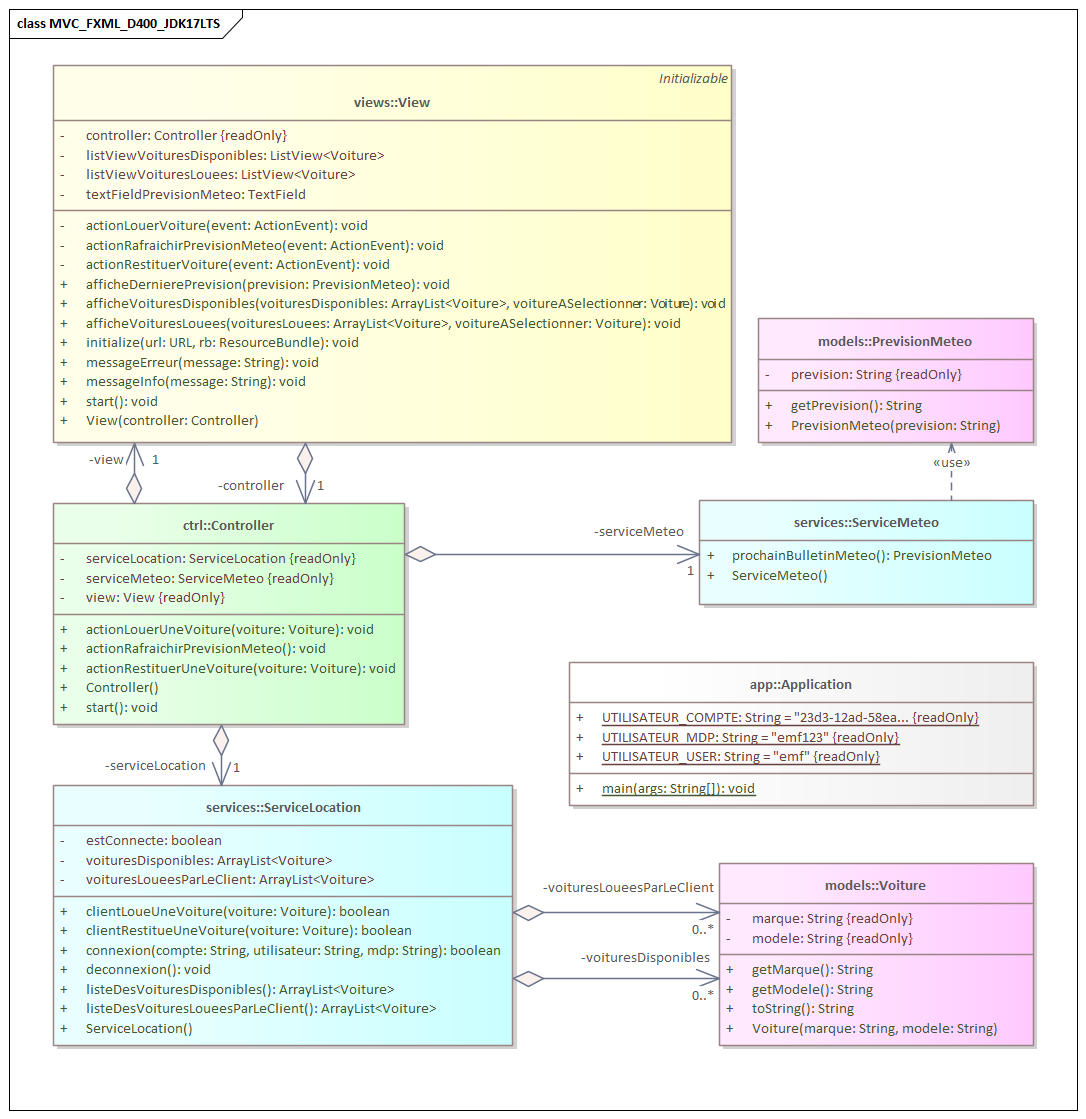 class MVC_FXML_D400_JDK17LTS
Initializable
views::View
- controller: Controller {readOnly}
- listViewVoituresDisponibles: ListView<Voiture>
- listViewVoituresLouees: ListView<Voiture>
- textFieldPrevisionMeteo: TextField
- actionLouerVoiture(event: ActionEvent): void
- actionRafraichirPrevisionMeteo(event: ActionEvent): void
- actionRestituerVoiture(event: ActionEvent): void
+ afficheDernierePrevision(prevision: PrevisionMeteo): void
+ afficheVoituresDisponibles(voituresDisponibles: ArrayList<Voiture>, voitureASelectionner: Voiture): void
+ afficheVoituresLouees(voituresLouees: ArrayList<Voiture>, voitureASelectionner: Voiture): void
+ initialize(url: URL, rb: ResourceBundle): void
+ messageErreur(message: String): void
+ messageInfo(message: String): void
+ start(): void
+ View(controller: Controller)
models::PrevisionMeteo
- prevision: String {readOnly}
+ getPrevision(): String
+ PrevisionMeteo(prevision: String)
-view 1
-controller 1
«use»
ctrl::Controller
- serviceLocation: ServiceLocation {readOnly}
- serviceMeteo: ServiceMeteo {readOnly}
- view: View {readOnly}
+ actionLouerUneVoiture(voiture: Voiture): void
+ actionRafraichirPrevisionMeteo(): void
+ actionRestituerUneVoiture(voiture: Voiture): void
+ Controller()
+ start(): void
-serviceMeteo
1
services::ServiceMeteo
+ prochainBulletinMeteo(): PrevisionMeteo
+ ServiceMeteo()
app::Application
+ UTILISATEUR_COMPTE: String = "23d3-12ad-58ea... {readOnly}
+ UTILISATEUR_MDP: String = "emf123" {readOnly}
+ UTILISATEUR_USER: String = "emf" {readOnly}
+ main(args: String[]): void
-serviceLocation 1
services::ServiceLocation
- estConnecte: boolean
- voituresDisponibles: ArrayList<Voiture>
- voituresLoueesParLeClient: ArrayList<Voiture>
+ clientLoueUneVoiture(voiture: Voiture): boolean
+ clientRestitueUneVoiture(voiture: Voiture): boolean
+ connexion(compte: String, utilisateur: String, mdp: String): boolean
+ deconnexion(): void
+ listeDesVoituresDisponibles(): ArrayList<Voiture>
+ listeDesVoituresLoueesParLeClient(): ArrayList<Voiture>
+ ServiceLocation()
-voituresLoueesParLeClient
0..*
-voituresDisponibles
0..*
models::Voiture
- marque: String {readOnly}
- modele: String {readOnly}
+ getMarque(): String
+ getModele(): String
+ toString(): String
+ Voiture(marque: String, modele: String)